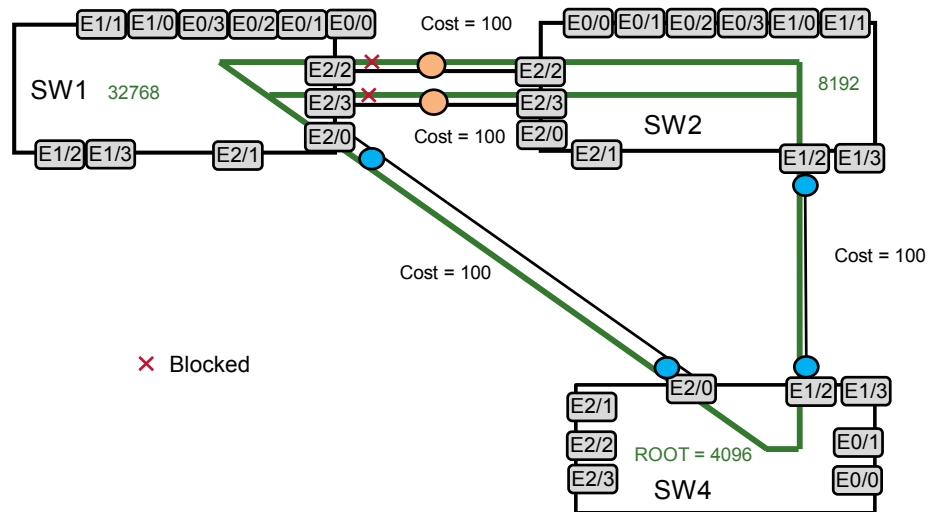 E1/1 E1/0 E0/3 E0/2 E0/1 E0/0
Cost = 100
E0/0 E0/1 E0/2 E0/3 E1/0 E1/1
SW1 32768
E2/2
E2/2
8192
E2/3
E2/3
SW2
E2/0
Cost = 100
E2/0
E1/2 E1/3
E2/1
E2/1
E1/2 E1/3
Cost = 100
Cost = 100
Blocked
E2/0
E1/2 E1/3
E2/1
E2/2
E0/1
ROOT = 4096
E2/3
E0/0
SW4